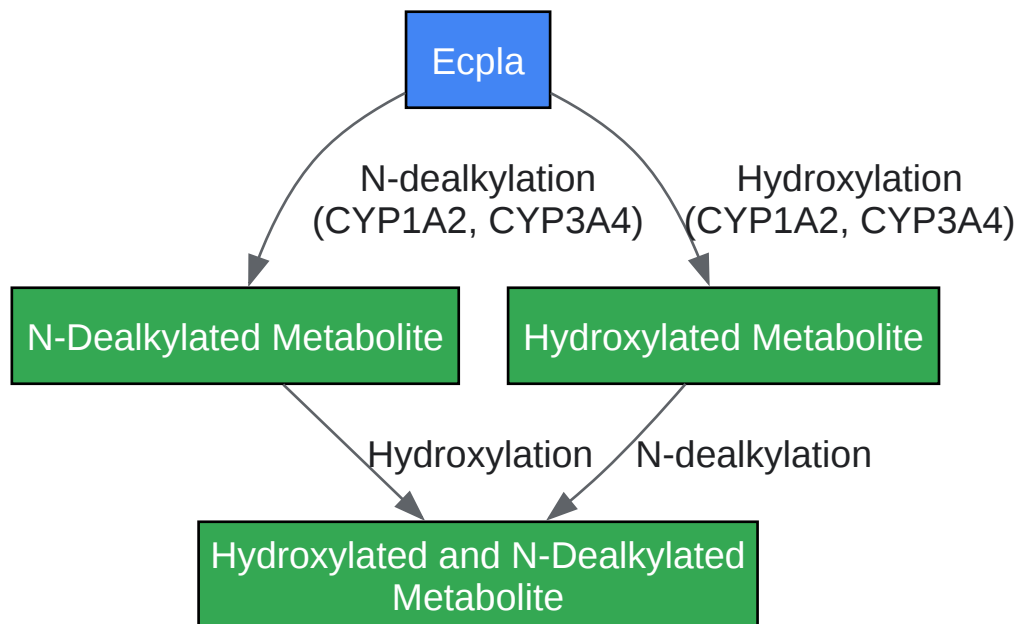 Ecpla
N-dealkylation
(CYP1A2, CYP3A4)
Hydroxylation
(CYP1A2, CYP3A4)
N-Dealkylated Metabolite
Hydroxylated Metabolite
Hydroxylation
N-dealkylation
Hydroxylated and N-Dealkylated
Metabolite